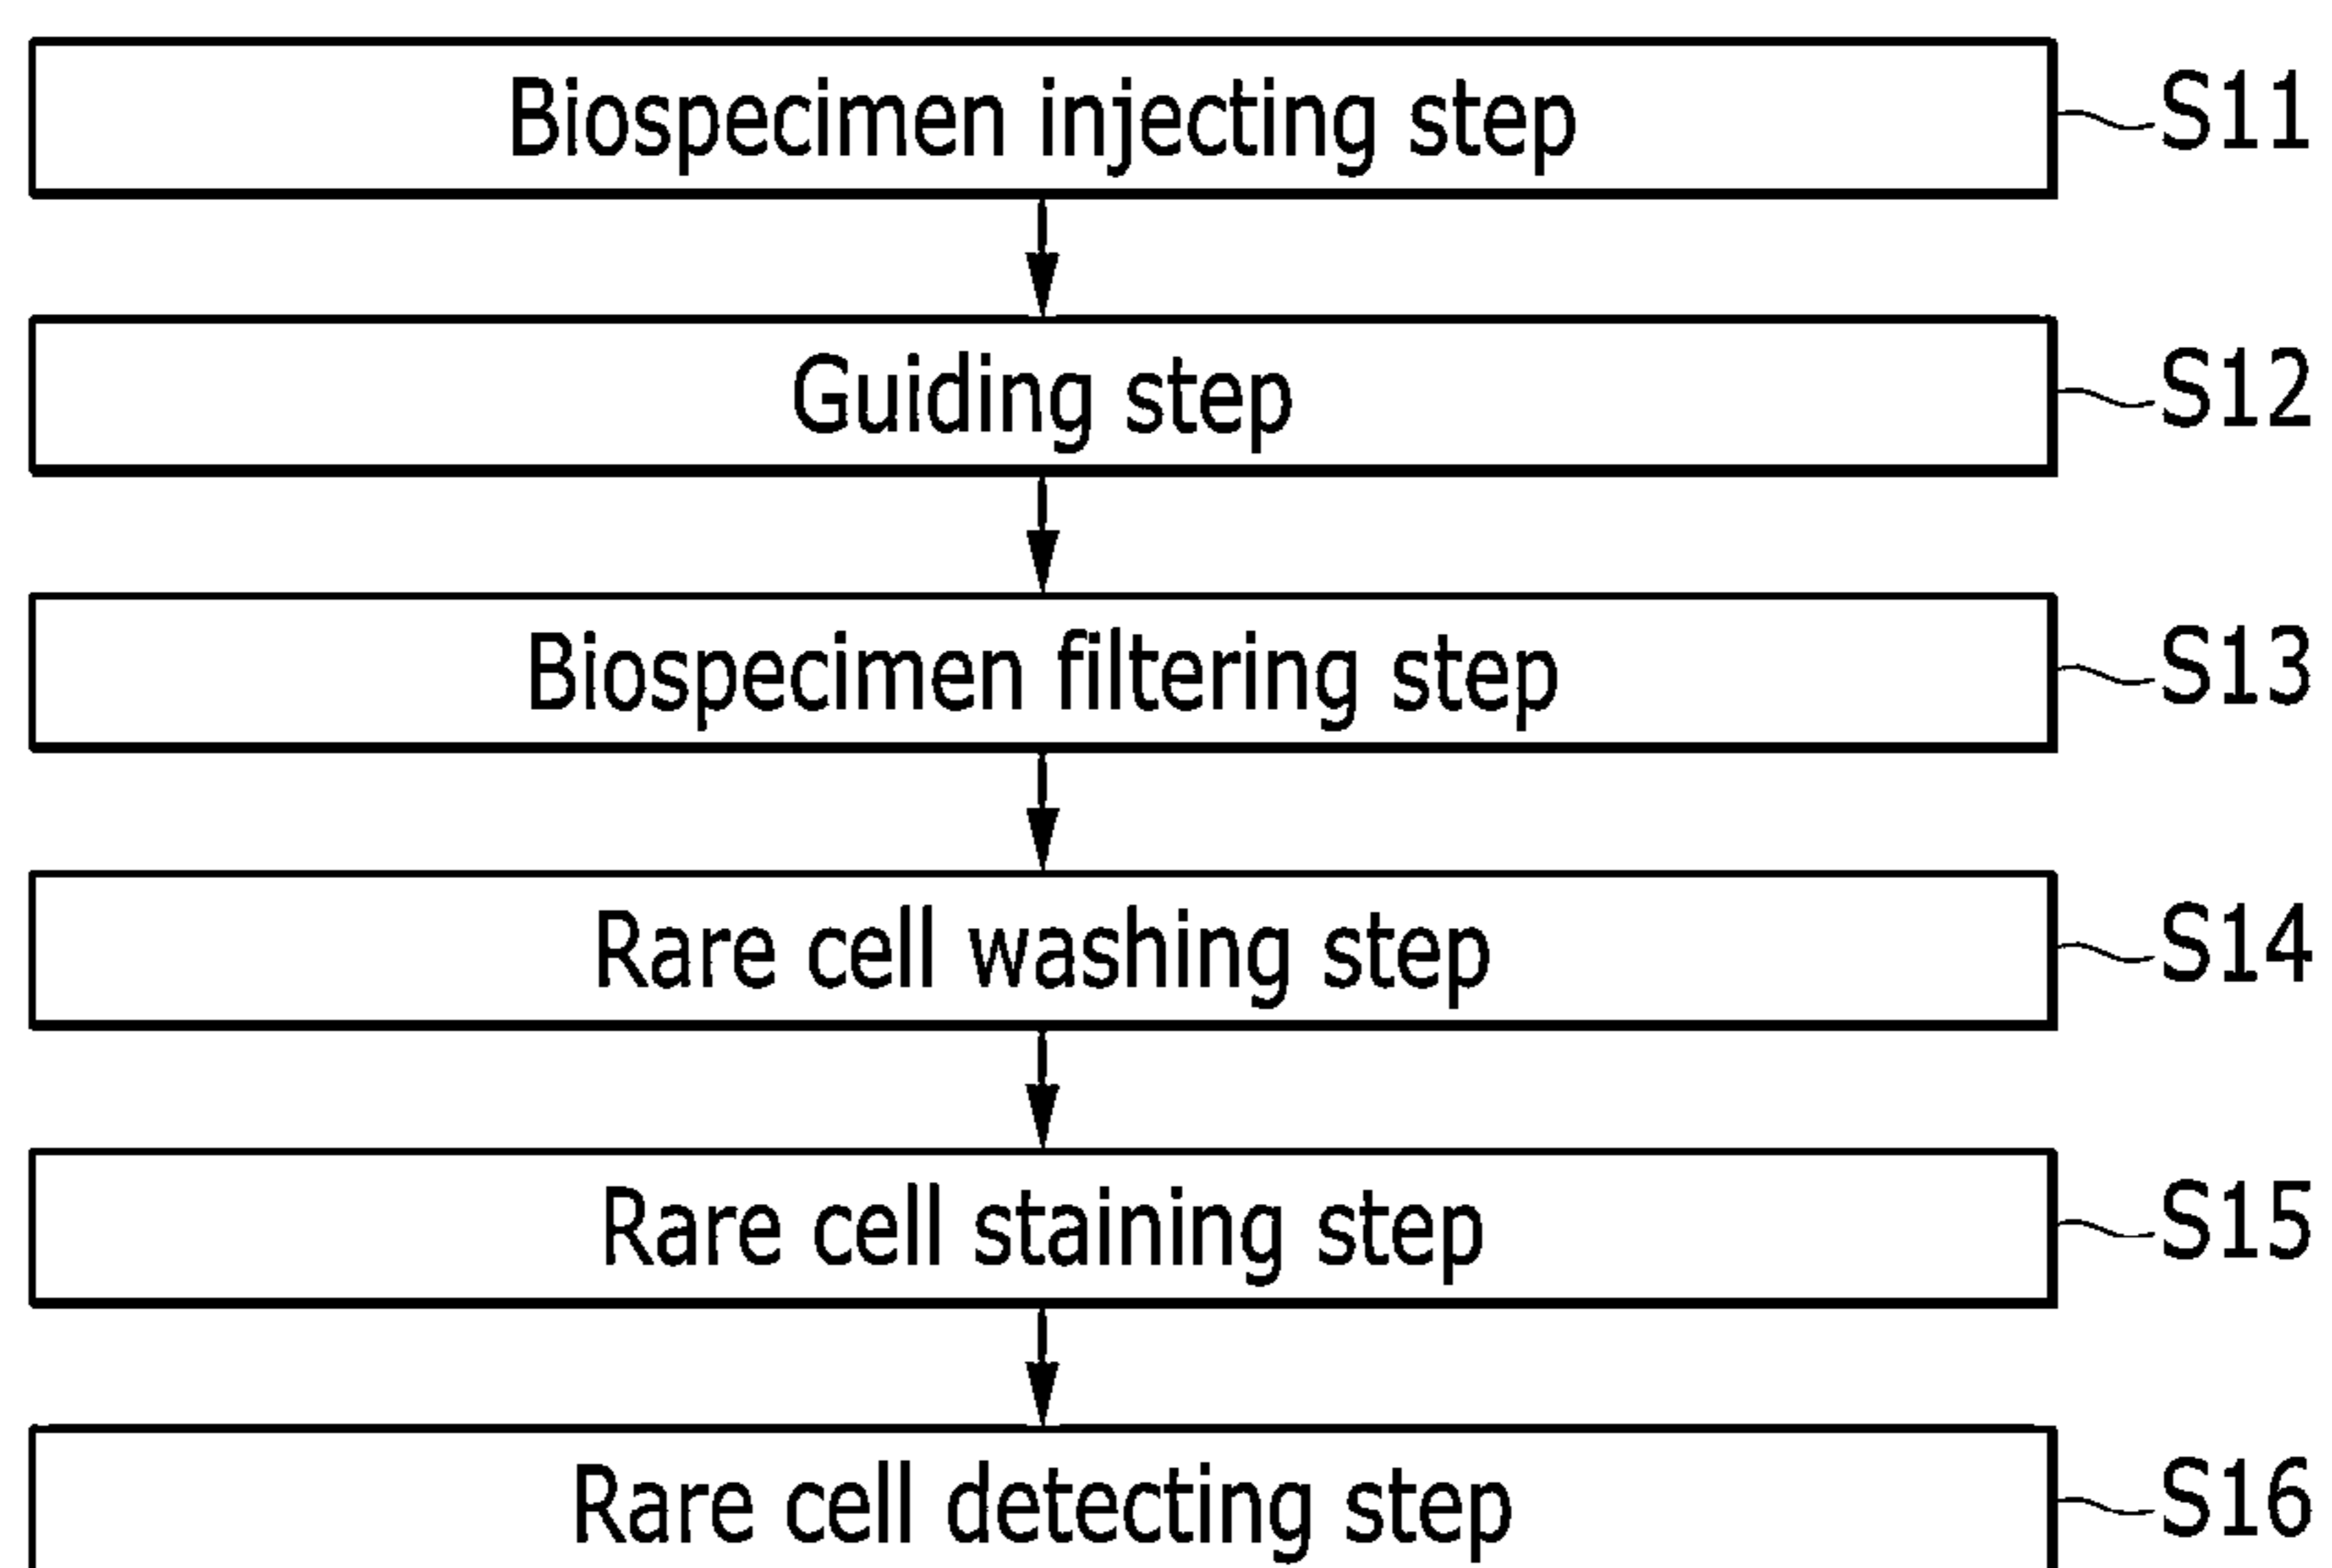 Biospecimen injecting step S11
Guiding step S12
Biospecimen filtering step S13
Rare cell washing step S14
Rare cell staining step S15
Rare cell detecting step S16